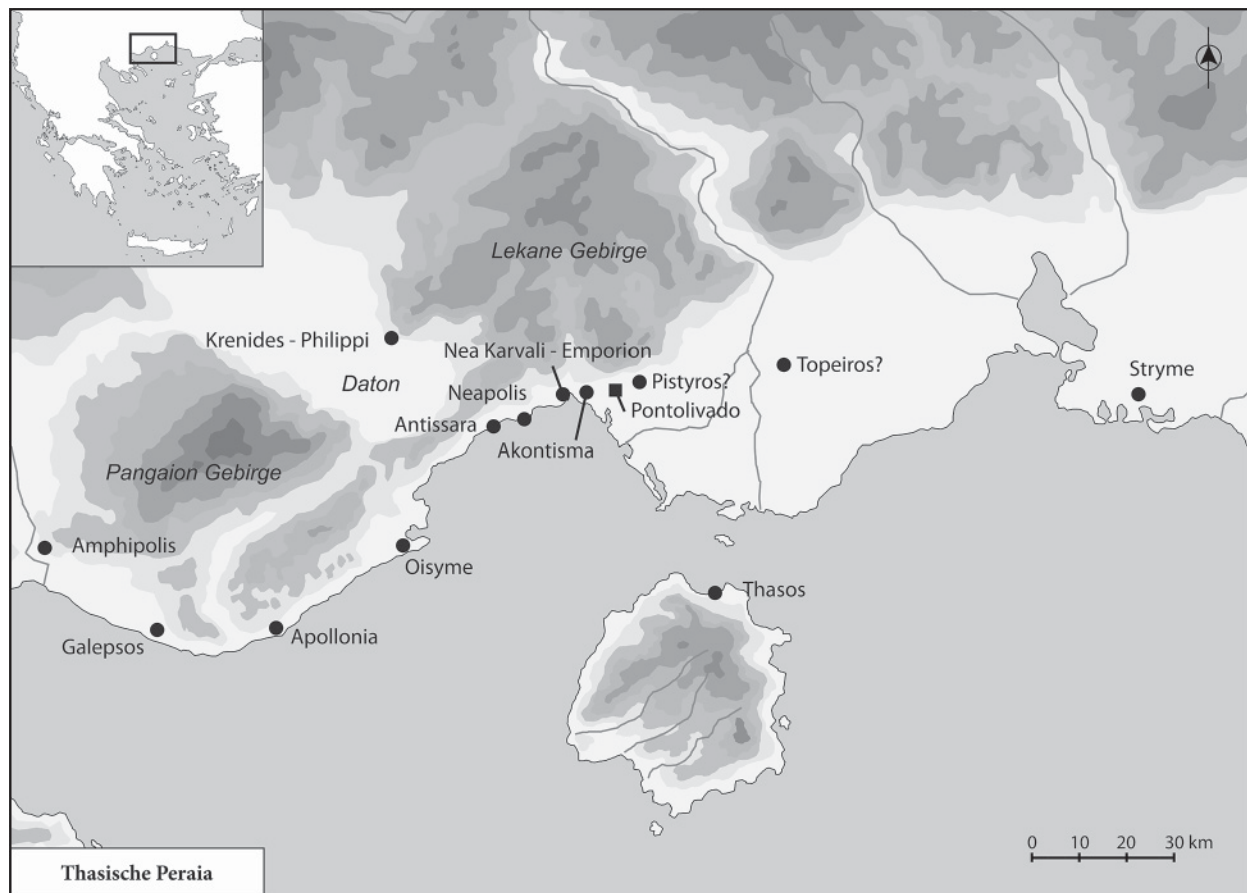 Lekane Gebirge
Krenides - Philippi
Nea Karvali - Emporion
Daton
Neapolis
Pistyros?
Topeiros?
Stryme
Pontolivado
Antissara
Akontisma
Pangaion Gebirge
Amphipolis
Oisyme
Thasos
Galepsos
Apollonia
0 10 20 30 km
Thasische Peraia